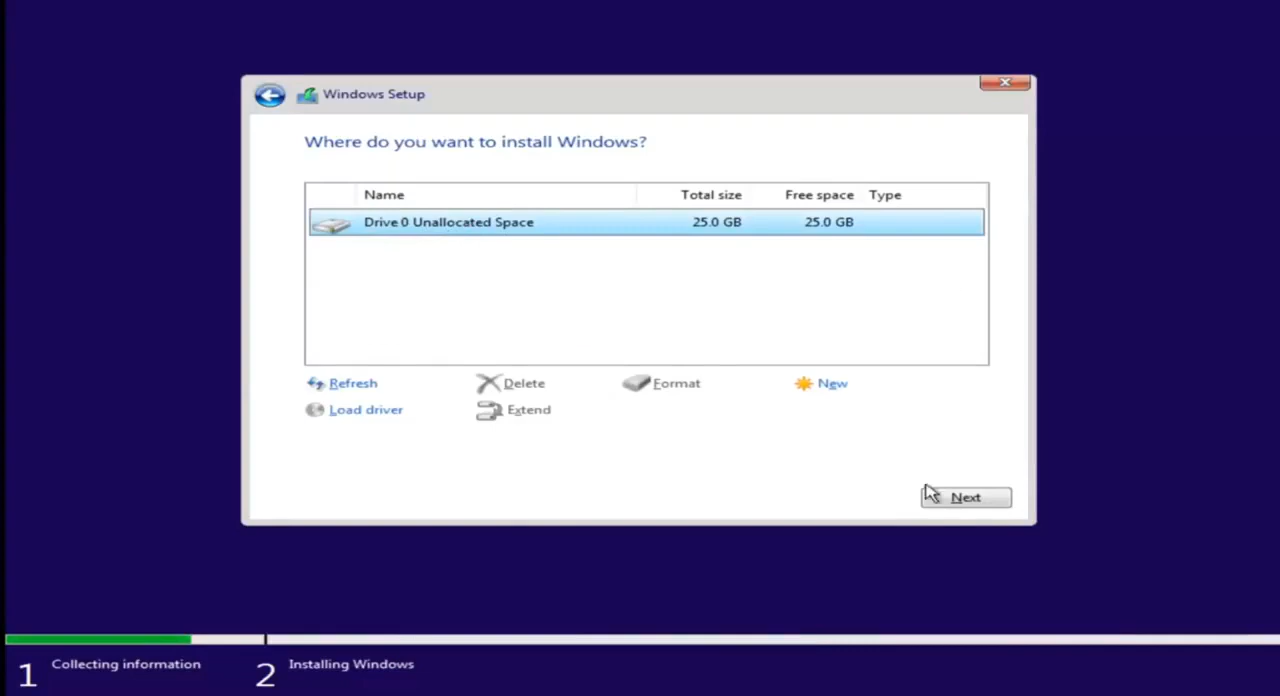 Windows Setup
Where do you want to install Windows?
Name Total size Free space Type
Drive 0 Unallocated Space 25.0 GB 25.0 GB
Refresh Delete Format New
Load driver Extend
Next
1 Collecting information 2 Installing Windows